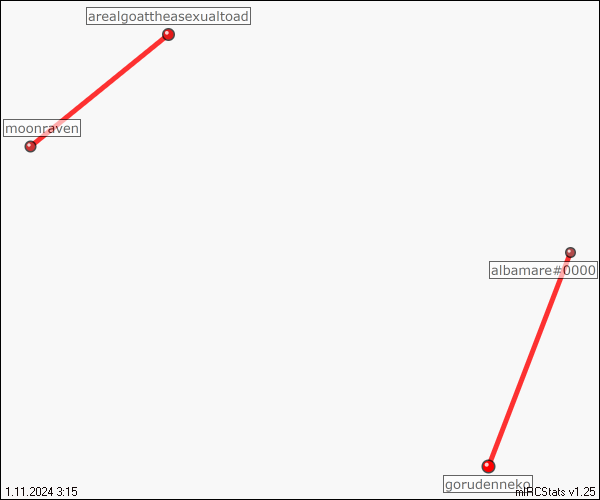 arealgoattheasexualtoad
moonraven
albamare#0000
gorudenneko
1.11.2024 3:15
mIRCStats v1.25